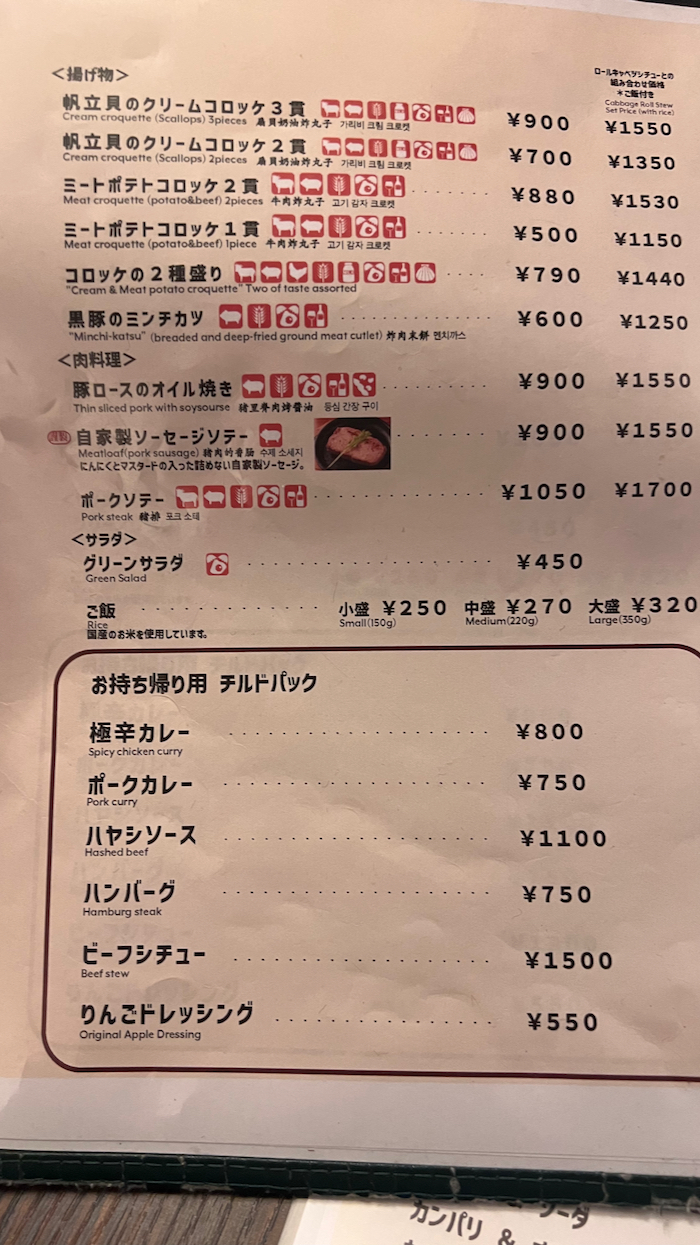 <揚げ物>
ロールキャベツシチューとの
組み合わせ価格
*ご飯付き
Cabbage Roll Stew
Set Price (with rice)
帆立貝のクリームコロッケ3貫 ¥900 ¥1550
Cream croquette (Scallops) 3pieces 扇貝奶油炸丸子 가리비 크림 크로켓
帆立貝のクリームコロッケ2貫 ¥700 ¥1350
Cream croquette (Scallops) 2pieces 扇貝奶油炸丸子 가리비 크림 크로켓
ミートポテトコロッケ2貫 ¥880 ¥1530
Meat croquette (potato&beef) 2pieces 牛肉炸丸子 고기 감자 크로켓
ミートポテトコロッケ1貫 ¥500 ¥1150
Meat croquette (potato&beef) 1piece 牛肉炸丸子 고기 감자 크로켓
コロッケの2種盛り ¥790 ¥1440
"Cream & Meat potato croquette" Two of taste assorted
黒豚のミンチカツ ¥600 ¥1250
"Minchi-katsu" (breaded and deep-fried ground meat cutlet) 炸肉末餅 멘치까스
<肉料理>
豚ロースのオイル焼き ¥900 ¥1550
Thin sliced pork with soysourse 猪里脊肉烤醬油 등심 간장 구이
自家製ソーセージソテー ¥900 ¥1550
Meatloaf(pork sausage) 豬肉的香肠 수제 소세지
にんにくとマスタードの入った詰めない自家製ソーセージ。
ポークソテー ¥1050 ¥1700
Pork steak 豬排 포크 소테
<サラダ>
グリーンサラダ ¥450
Green Salad
ご飯 小盛 ¥250 中盛 ¥270 大盛 ¥320
Rice Small(150g) Medium(220g) Large(350g)
国産のお米を使用しています。
お持ち帰り用 チルドパック
極辛カレー ¥800
Spicy chicken curry
ポークカレー ¥750
Pork curry
ハヤシソース ¥1100
Hashed beef
ハンバーグ ¥750
Hamburg steak
ビーフシチュー ¥1500
Beef stew
りんごドレッシング ¥550
Original Apple Dressing
カンパリ &